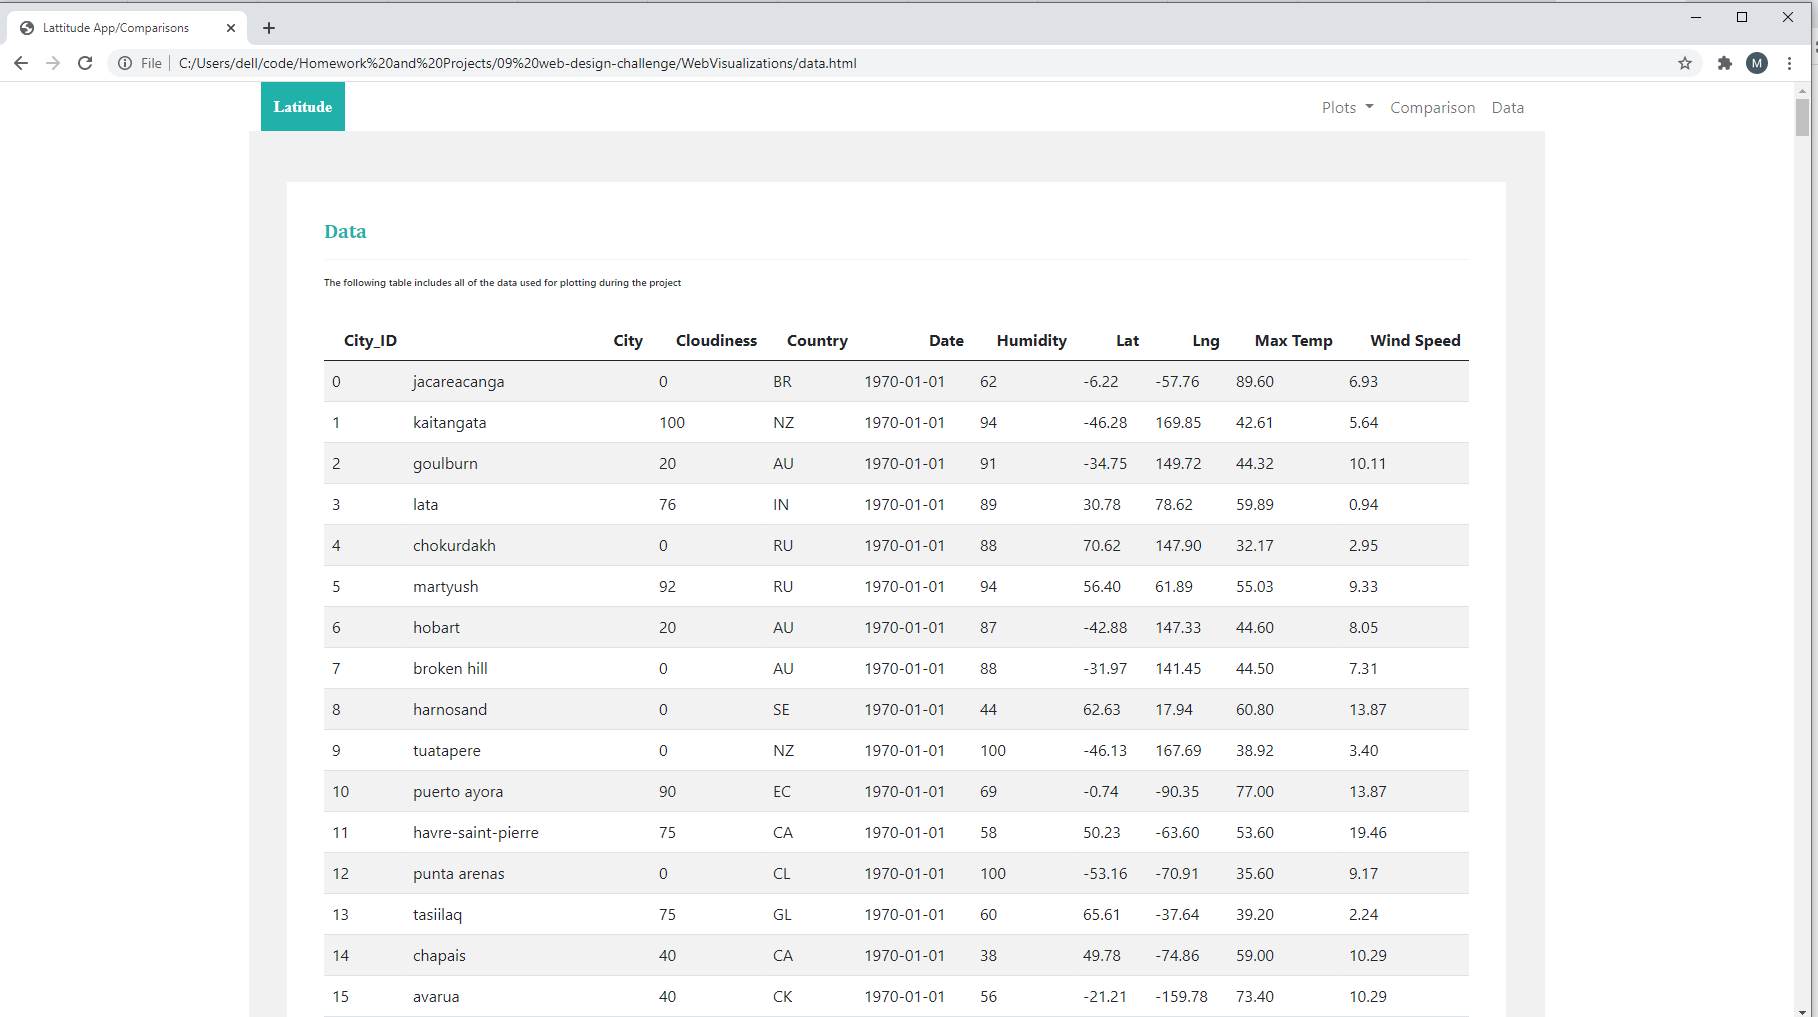 Lattitude App/Comparisons
File C:/Users/dell/code/Homework%20and%20Projects/09%20web-design-challenge/WebVisualizations/data.html M
Latitude Plots Comparison Data
Data
The following table includes all of the data used for plotting during the project
City_ID City Cloudiness Country Date Humidity Lat Lng Max Temp Wind Speed
0 jacareacanga 0 BR 1970-01-01 62 -6.22 -57.76 89.60 6.93
1 kaitangata 100 NZ 1970-01-01 94 -46.28 169.85 42.61 5.64
2 goulburn 20 AU 1970-01-01 91 -34.75 149.72 44.32 10.11
3 lata 76 IN 1970-01-01 89 30.78 78.62 59.89 0.94
4 chokurdakh 0 RU 1970-01-01 88 70.62 147.90 32.17 2.95
5 martyush 92 RU 1970-01-01 94 56.40 61.89 55.03 9.33
6 hobart 20 AU 1970-01-01 87 -42.88 147.33 44.60 8.05
7 broken hill 0 AU 1970-01-01 88 -31.97 141.45 44.50 7.31
8 harnosand 0 SE 1970-01-01 44 62.63 17.94 60.80 13.87
9 tuatapere 0 NZ 1970-01-01 100 -46.13 167.69 38.92 3.40
10 puerto ayora 90 EC 1970-01-01 69 -0.74 -90.35 77.00 13.87
11 havre-saint-pierre 75 CA 1970-01-01 58 50.23 -63.60 53.60 19.46
12 punta arenas 0 CL 1970-01-01 100 -53.16 -70.91 35.60 9.17
13 tasiilaq 75 GL 1970-01-01 60 65.61 -37.64 39.20 2.24
14 chapais 40 CA 1970-01-01 38 49.78 -74.86 59.00 10.29
15 avarua 40 CK 1970-01-01 56 -21.21 -159.78 73.40 10.29